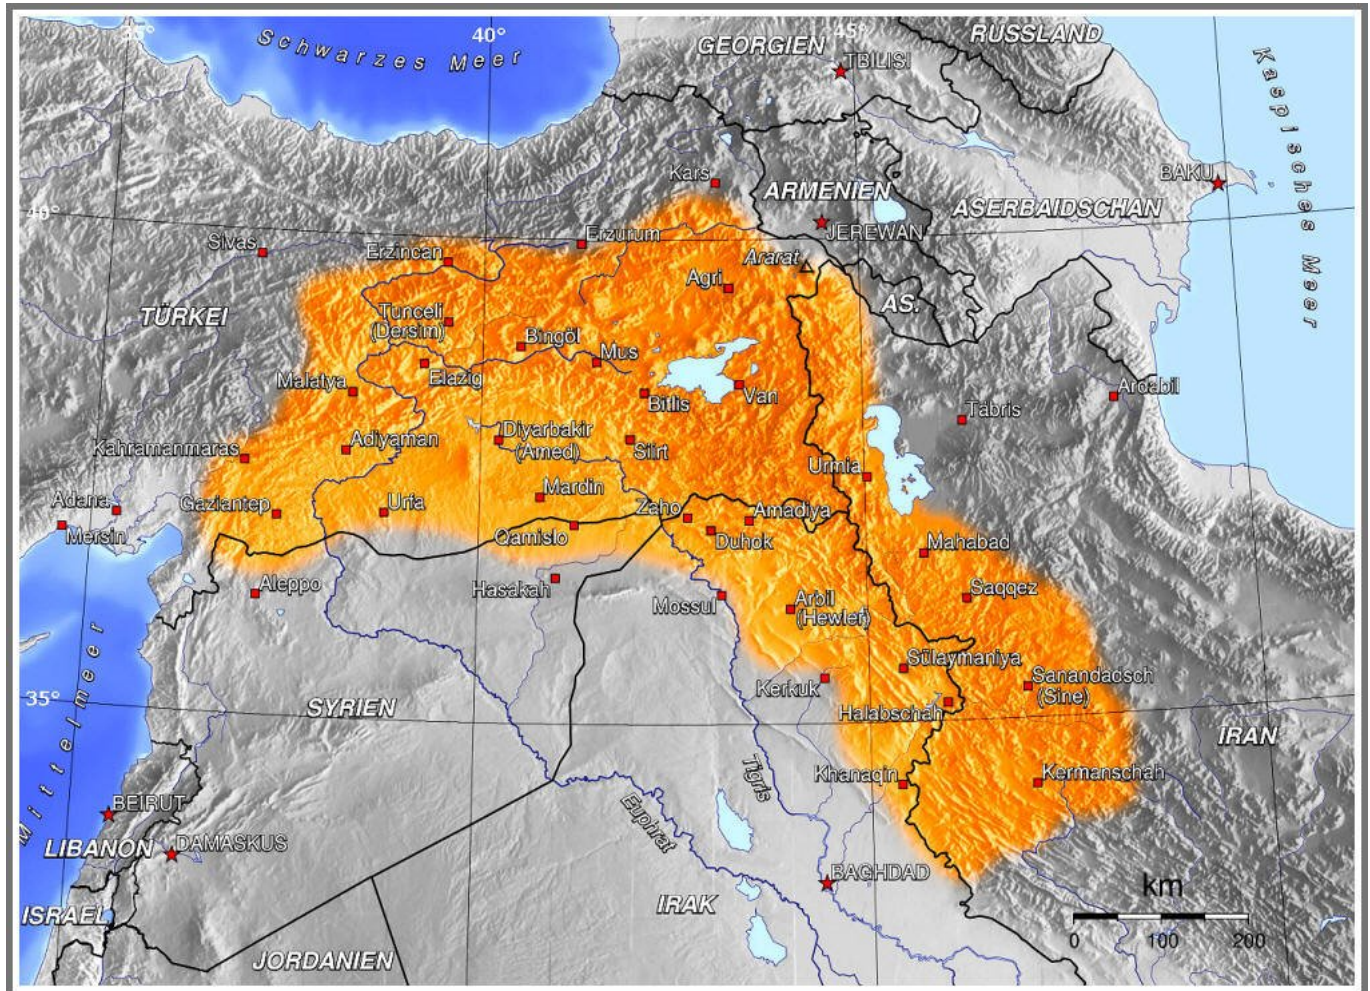 35°
40°
45°
Schwarzes Meer
GEORGIEN
RUSSLAND
TBILISI
Kaspisches Meer
Kars
ARMENIEN
BAKU
ASERBAIDSCHAN
40°
Sivas
Erzurum
JEREWAN
Erzincan
Ararat
Agri
AS.
TÜRKEI
Tunceli
(Dersim)
Bingöl
Mus
Malatya
Elazig
Bitlis
Van
Ardabil
Täbris
Kahramanmaras
Adiyaman
Diyarbakir
(Amed)
Siirt
Urmia
Adana
Gaziantep
Urfa
Mardin
Zaho
Amadiya
Mersin
Qamislo
Duhok
Mahabad
Aleppo
Hasakah
Mossul
Arbil
(Hewler)
Saqqez
Mittelmeer
Sülaymaniya
Kerkuk
Sanandadsch
(Sine)
35°
SYRIEN
Halabschah
IRAN
Tigris
Khanaqin
Kermanschah
BEIRUT
Euphrat
LIBANON
DAMASKUS
BAGHDAD
km
ISRAEL
IRAK
0 100 200
JORDANIEN